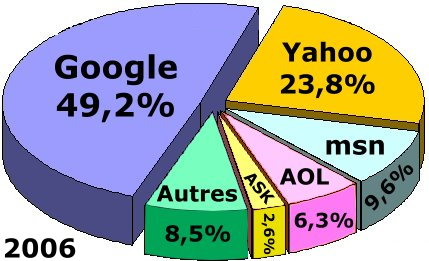 Google
49,2%
Yahoo
23,8%
msn
9,6%
AOL
6,3%
ASK
2,6%
Autres
8,5%
2006